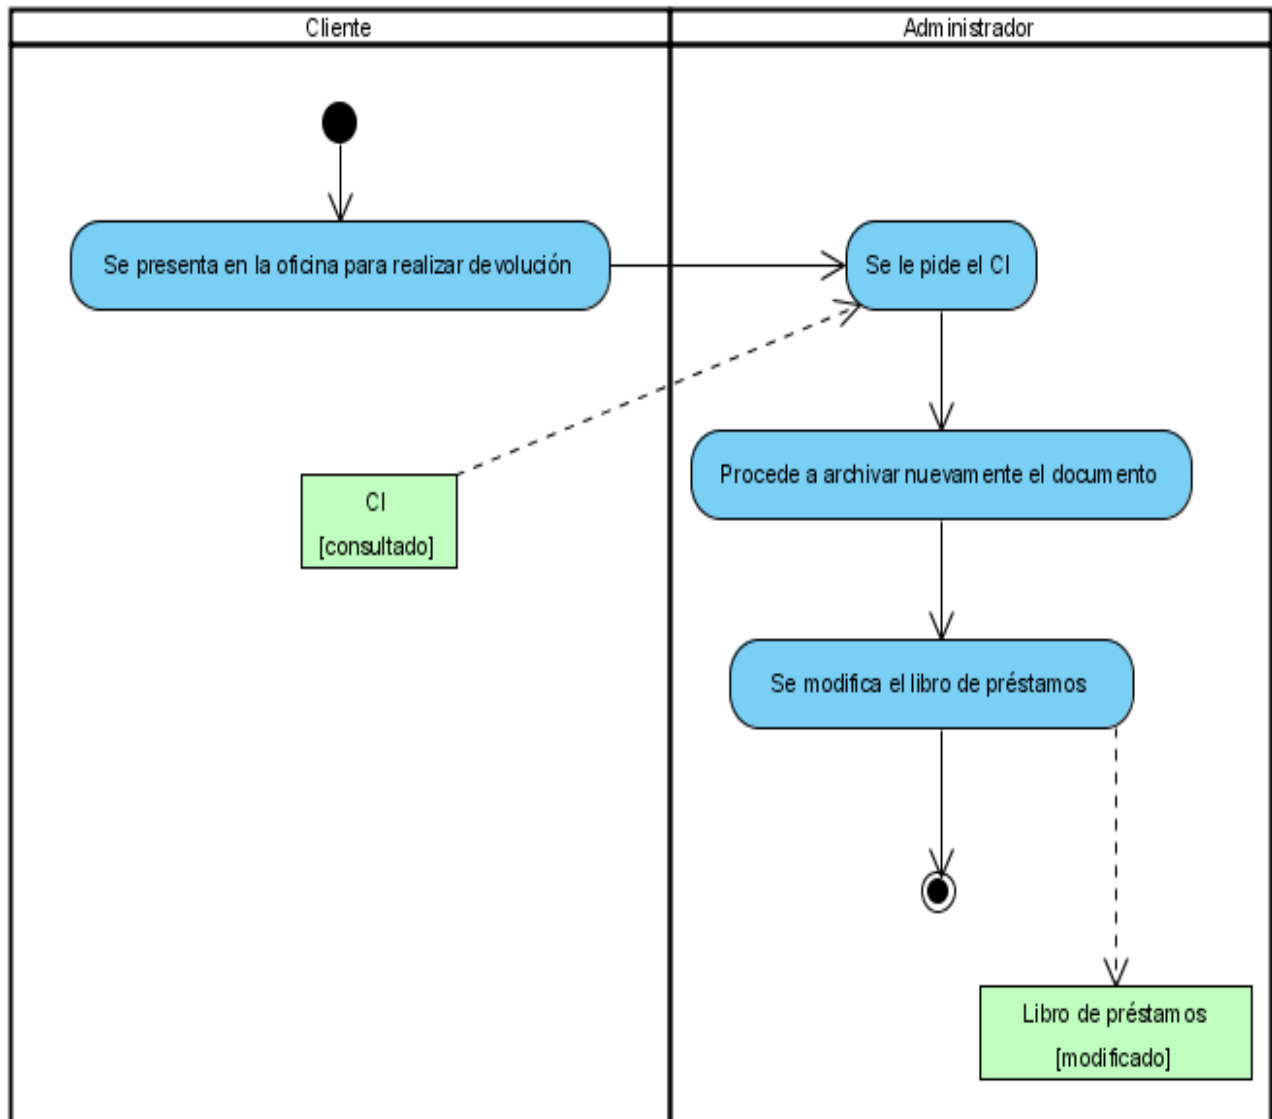 Cliente
Administrador
Se presenta en la oficina para realizar devolución
Se le pide el CI
CI
[consultado]
Procede a archivar nuevamente el documento
Se modifica el libro de préstamos
Libro de préstamos
[modificado]